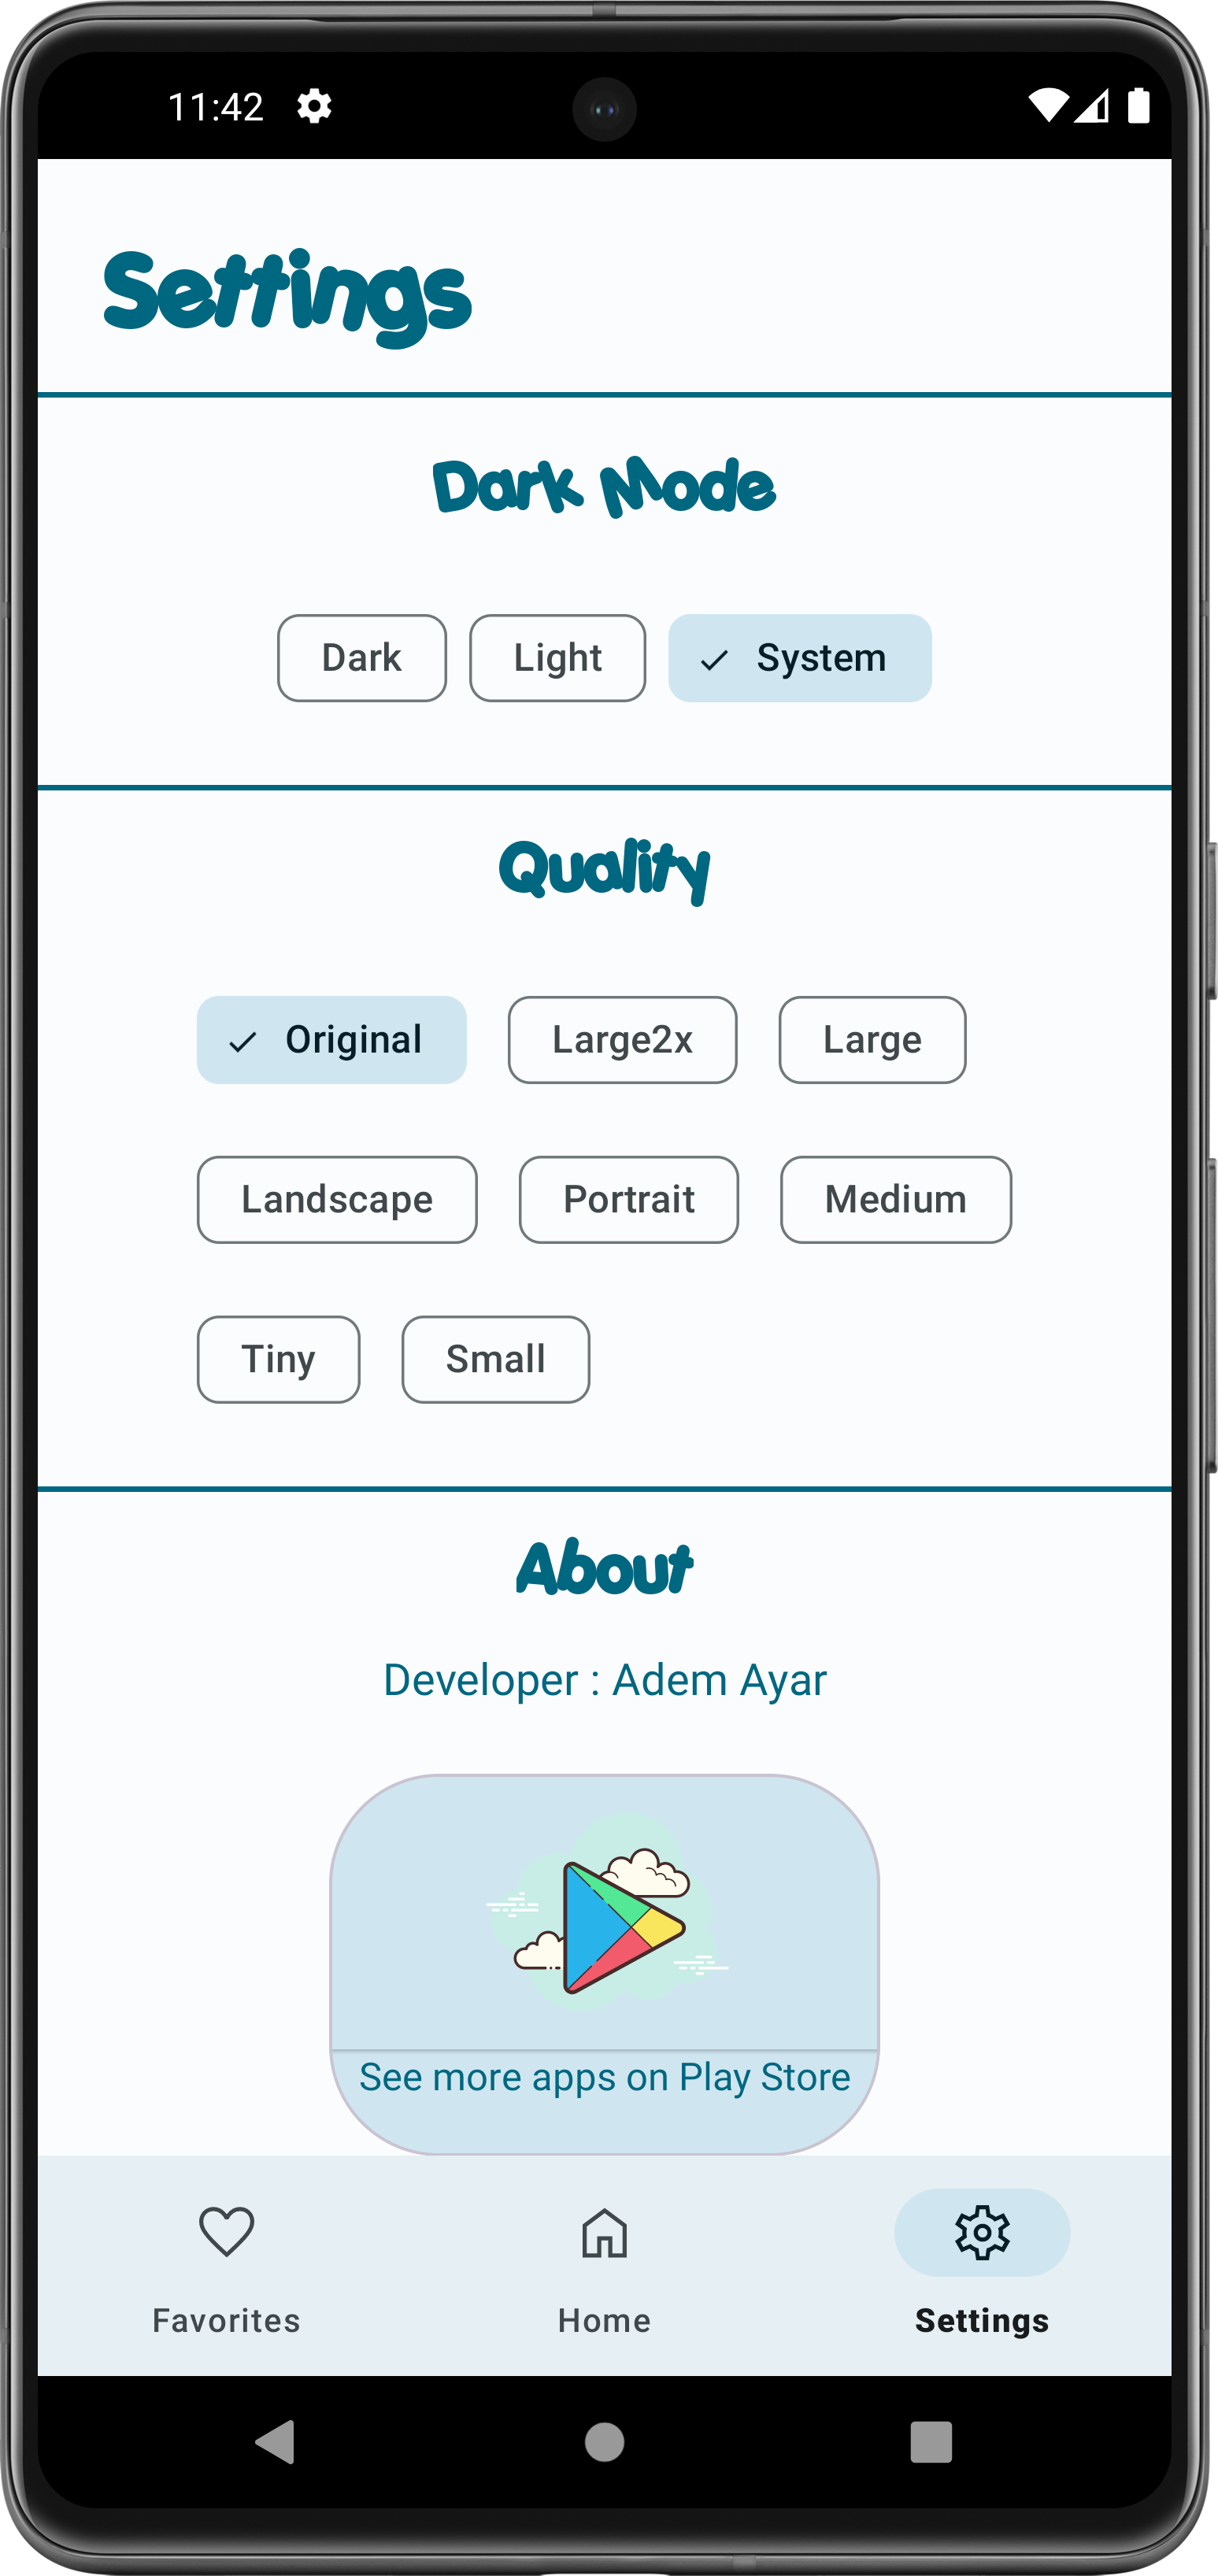 11:42
Settings
Dark Mode
Dark Light System
Quality
Original Large2x Large
Landscape Portrait Medium
Tiny Small
About
Developer : Adem Ayar
See more apps on Play Store
Favorites Home Settings